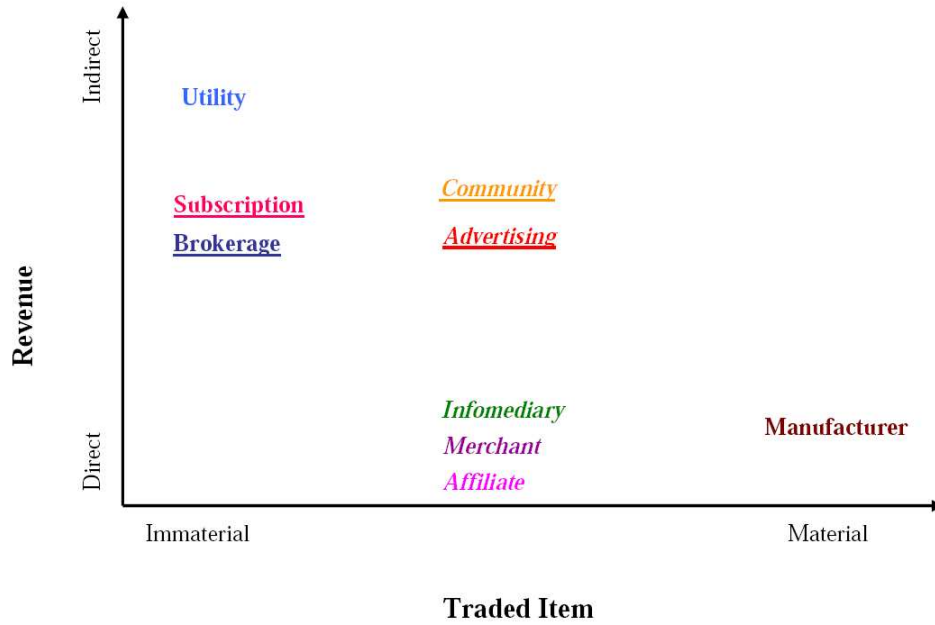 Indirect
Utility
Community
Subscription
Advertising
Brokerage
Revenue
Infomediary
Manufacturer
Merchant
Direct
Affiliate
Immaterial
Material
Traded Item